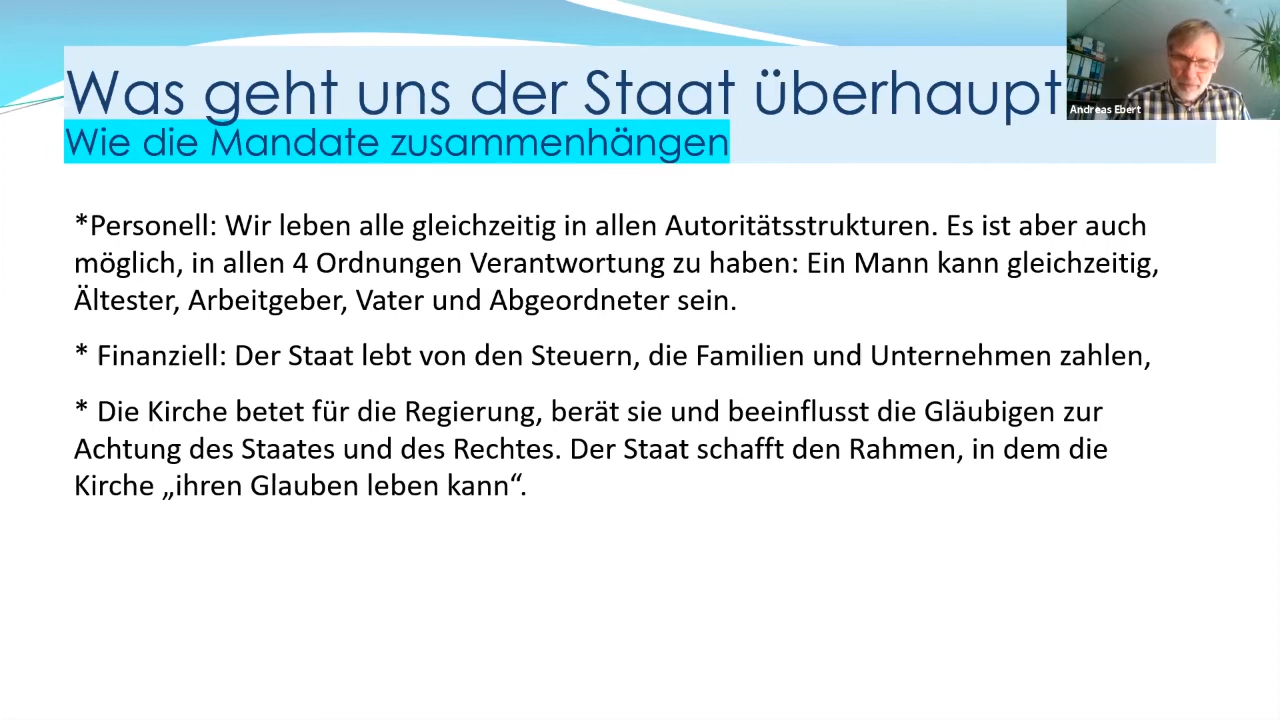 Was geht uns der Staat überhaupt
Andreas Ebert
Wie die Mandate zusammenhängen
*Personell: Wir leben alle gleichzeitig in allen Autoritätsstrukturen. Es ist aber auch
möglich, in allen 4 Ordnungen Verantwortung zu haben: Ein Mann kann gleichzeitig,
Ältester, Arbeitgeber, Vater und Abgeordneter sein.
* Finanziell: Der Staat lebt von den Steuern, die Familien und Unternehmen zahlen,
* Die Kirche betet für die Regierung, berät sie und beeinflusst die Gläubigen zur
Achtung des Staates und des Rechtes. Der Staat schafft den Rahmen, in dem die
Kirche „ihren Glauben leben kann“.